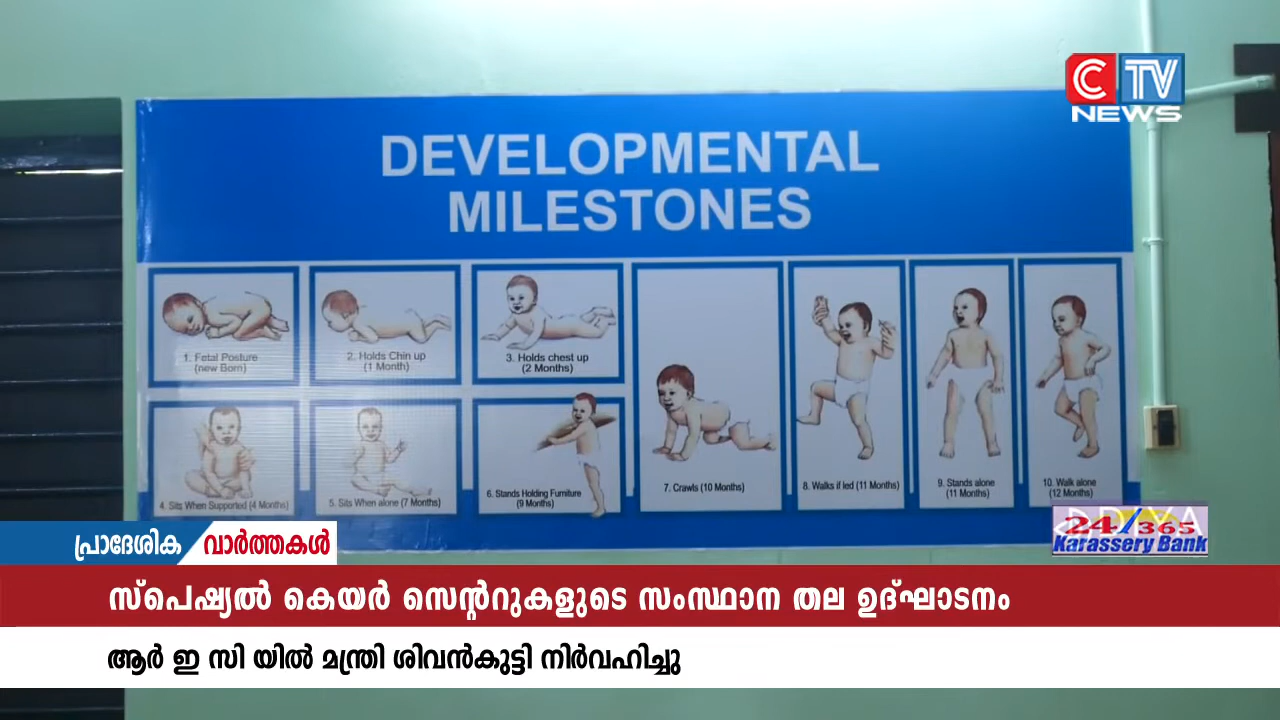 C TV
NEWS
DEVELOPMENTAL
MILESTONES
1. Fetal Posture
(new Born)
2. Holds Chin up
(1 Month)
3. Holds chest up
(2 Months)
4. Sits When Supported (4 Months)
5. Sits When alone (7 Months)
6. Stands Holding Furniture
(9 Months)
7. Crawls (10 Months)
8. Walks if led (11 Months)
9. Stands alone
(11 Months)
10. Walk alone
(12 Months)
24/365
Karassery Bank
പ്രാദേശിക വാർത്തകൾ
സ്പെഷ്യൽ കെയർ സെന്ററുകളുടെ സംസ്ഥാന തല ഉദ്ഘാടനം
ആർ ഇ സി യിൽ മന്ത്രി ശിവൻകുട്ടി നിർവഹിച്ചു